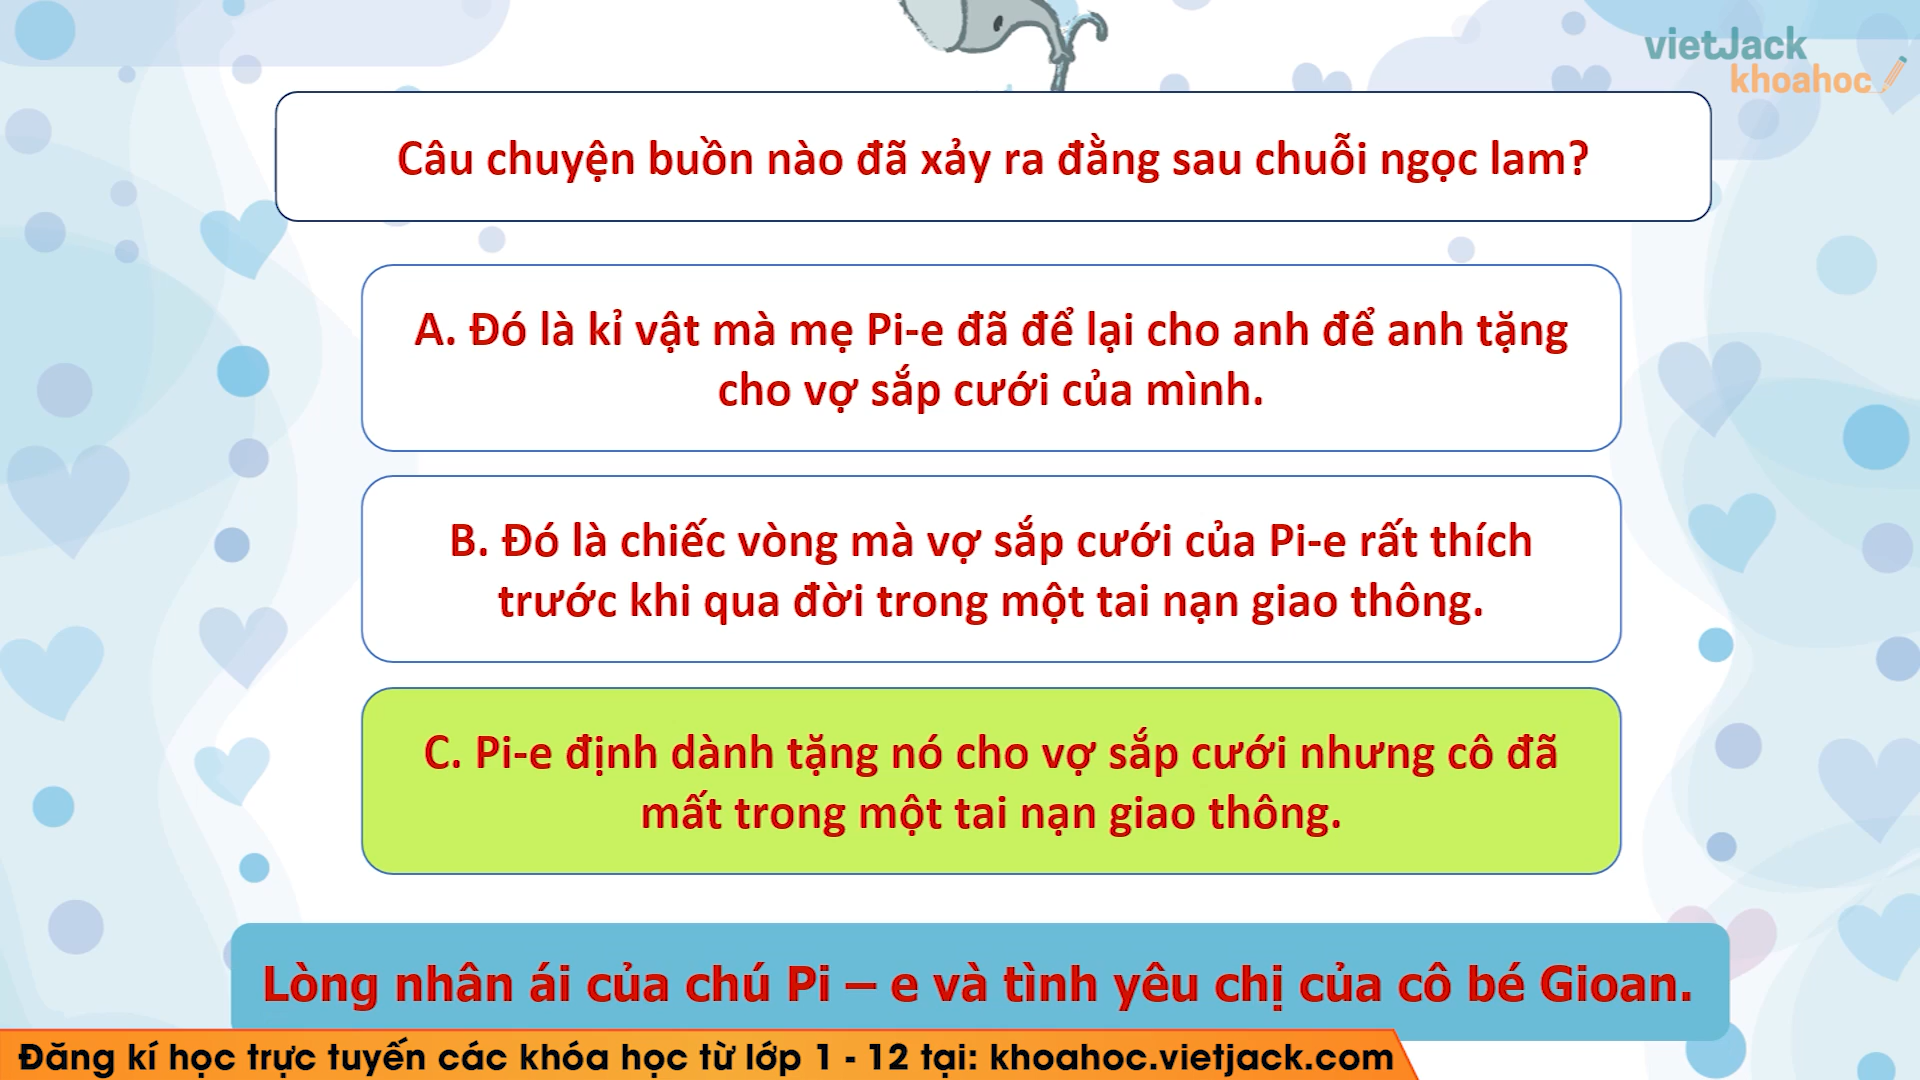 vietJack
khoahoc
Câu chuyện buồn nào đã xảy ra đằng sau chuỗi ngọc lam?
A. Đó là kỉ vật mà mẹ Pi-e đã để lại cho anh để anh tặng
cho vợ sắp cưới của mình.
B. Đó là chiếc vòng mà vợ sắp cưới của Pi-e rất thích
trước khi qua đời trong một tai nạn giao thông.
C. Pi-e định dành tặng nó cho vợ sắp cưới nhưng cô đã
mất trong một tai nạn giao thông.
Lòng nhân ái của chú Pi – e và tình yêu chị của cô bé Gioan.
Đăng kí học trực tuyến các khóa học từ lớp 1 - 12 tại: khoahoc.vietjack.com